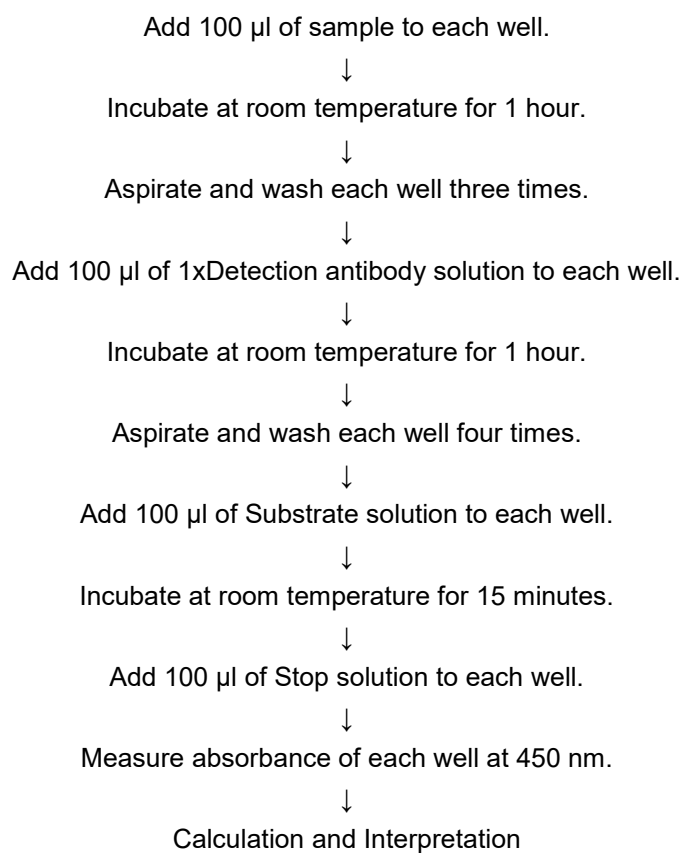 Add 100 µl of sample to each well.
↓
Incubate at room temperature for 1 hour.
↓
Aspirate and wash each well three times.
↓
Add 100 µl of 1xDetection antibody solution to each well.
↓
Incubate at room temperature for 1 hour.
↓
Aspirate and wash each well four times.
↓
Add 100 µl of Substrate solution to each well.
↓
Incubate at room temperature for 15 minutes.
↓
Add 100 µl of Stop solution to each well.
↓
Measure absorbance of each well at 450 nm.
↓
Calculation and Interpretation